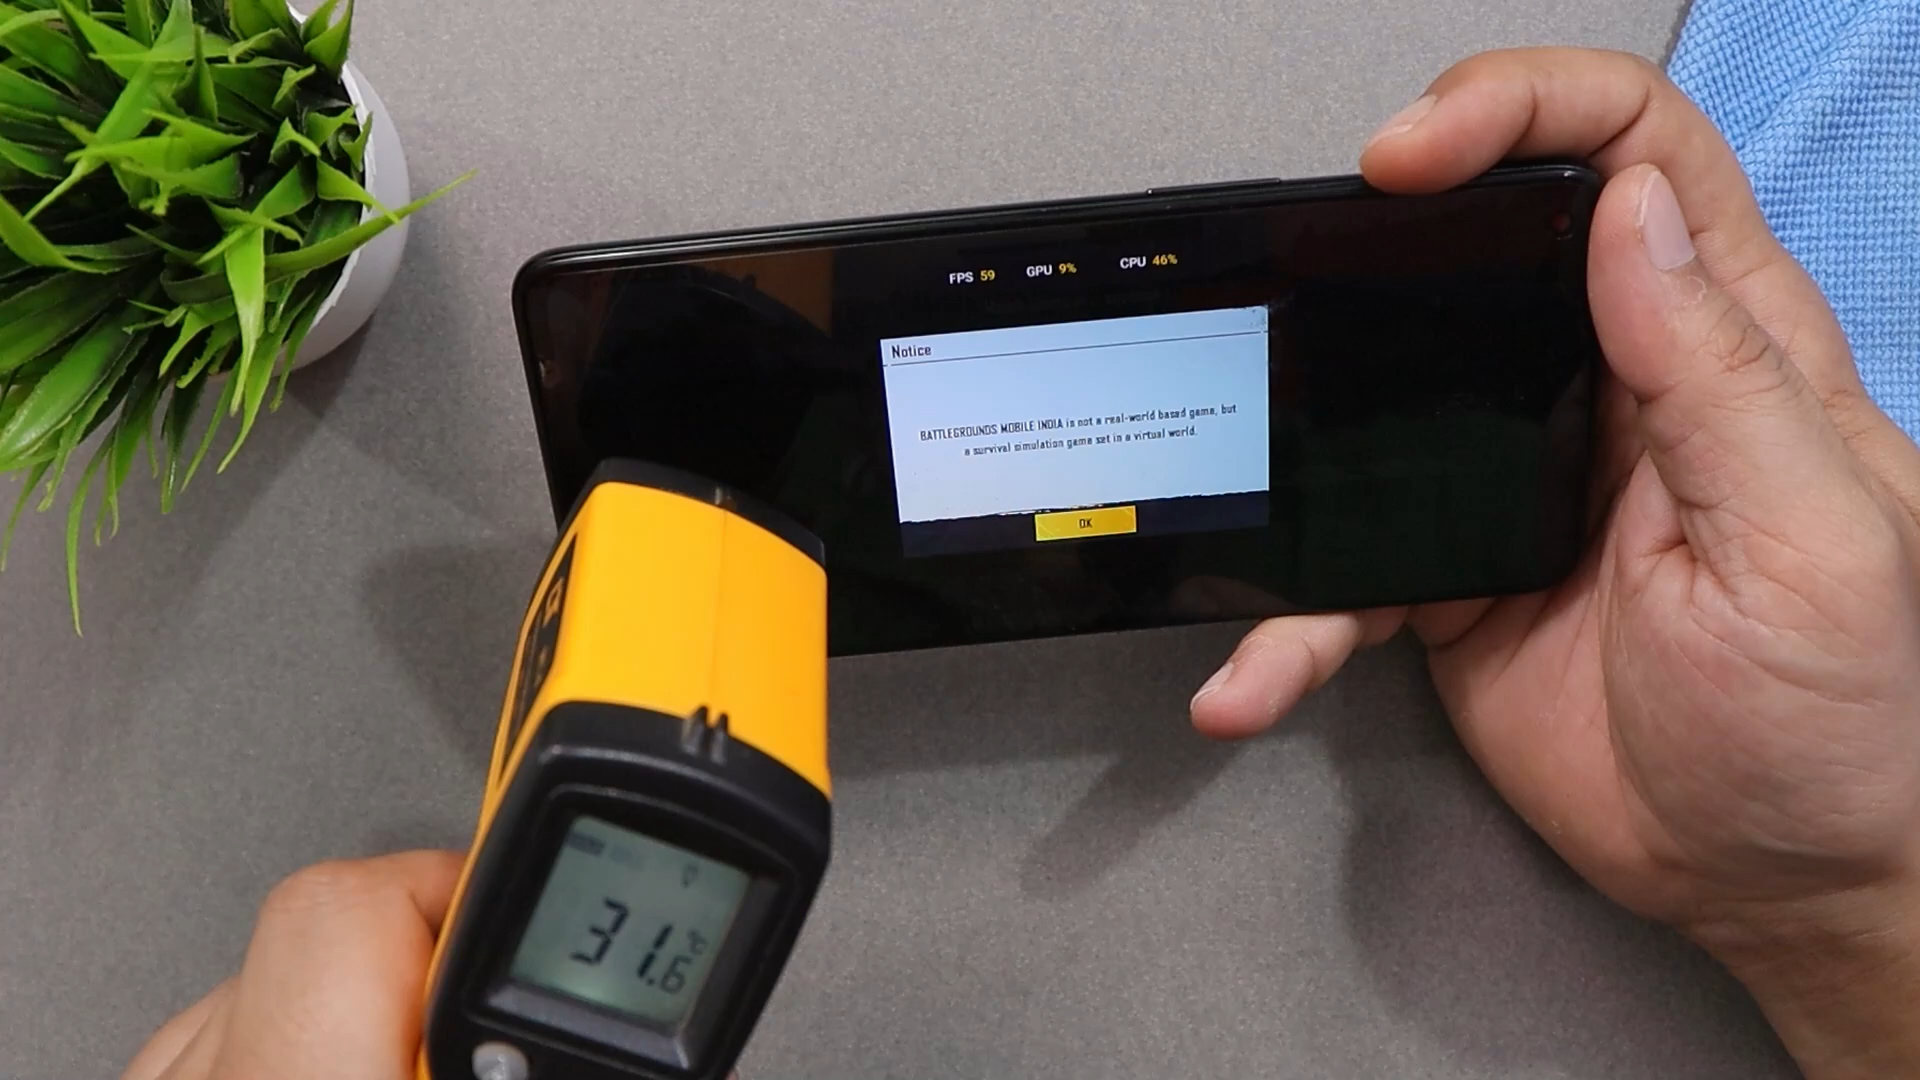 FPS 59 GPU 9% CPU 46%
Notice
BATTLEGROUNDS MOBILE INDIA is not a real-world based game, but
a survival simulation game set in a virtual world.
OK
31.6